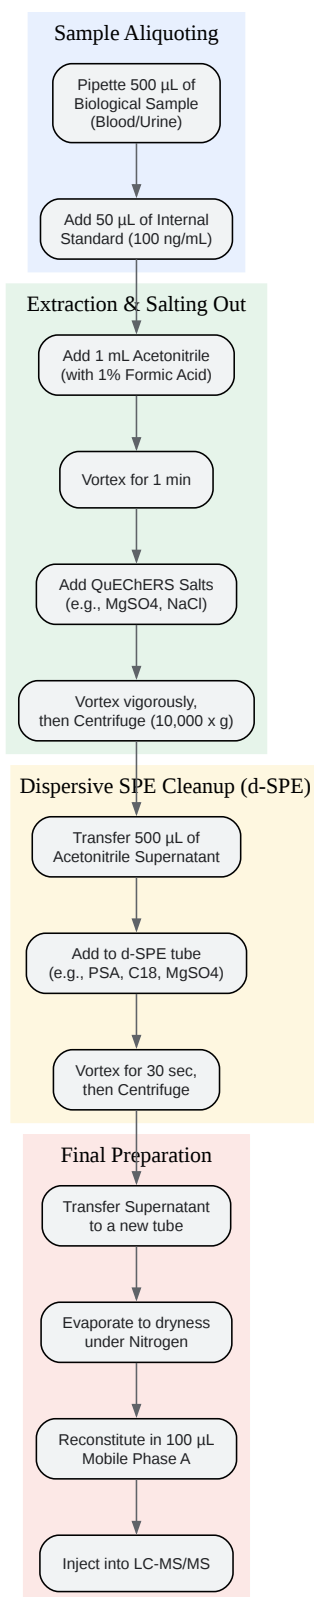 Sample Aliquoting
Pipette 500 µL of
Biological Sample
(Blood/Urine)
Add 50 µL of Internal
Standard (100 ng/mL)
Extraction & Salting Out
Add 1 mL Acetonitrile
(with 1% Formic Acid)
Vortex for 1 min
Add QuEChERS Salts
(e.g., MgSO4, NaCl)
Vortex vigorously,
then Centrifuge (10,000 x g)
Dispersive SPE Cleanup (d-SPE)
Transfer 500 µL of
Acetonitrile Supernatant
Add to d-SPE tube
(e.g., PSA, C18, MgSO4)
Vortex for 30 sec,
then Centrifuge
Final Preparation
Transfer Supernatant
to a new tube
Evaporate to dryness
under Nitrogen
Reconstitute in 100 µL
Mobile Phase A
Inject into LC-MS/MS